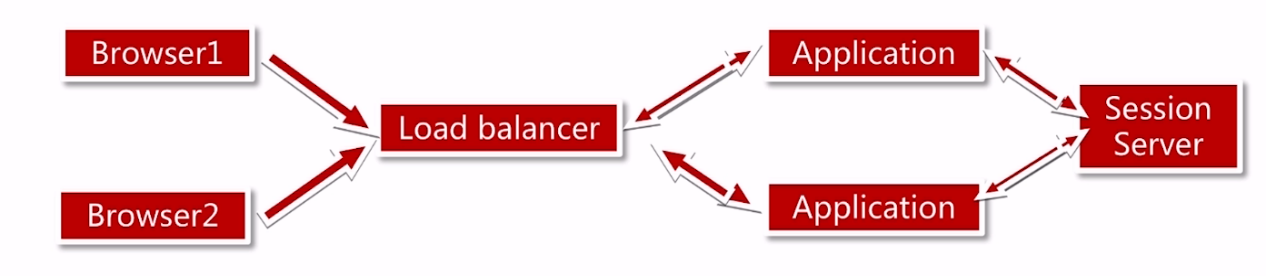 Browser1
Browser2
Load balancer
Application
Application
Session
Server